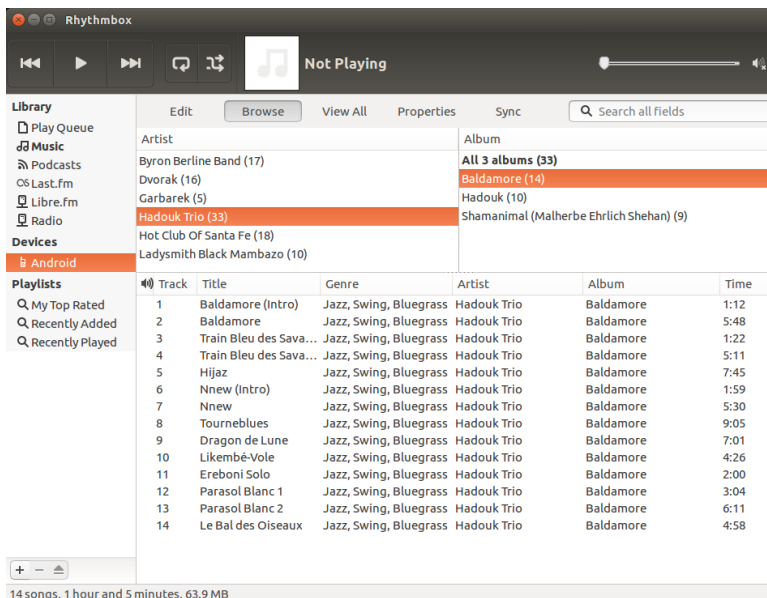 Rhythmbox
Not Playing
Library
Play Queue
Music
Podcasts
Last.fm
Libre.fm
Radio
Devices
Android
Playlists
My Top Rated
Recently Added
Recently Played
Edit Browse View All Properties Sync Search all fields
Artist Album
Byron Berline Band (17) All 3 albums (33)
Dvorak (16) Baldamore (14)
Garbarek (5) Hadouk (10)
Hadouk Trio (33) Shamanimal (Malherbe Ehrlich Shehan) (9)
Hot Club Of Santa Fe (18)
Ladysmith Black Mambazo (10)
Track Title Genre Artist Album Time
1 Baldamore (Intro) Jazz, Swing, Bluegrass Hadouk Trio Baldamore 1:12
2 Baldamore Jazz, Swing, Bluegrass Hadouk Trio Baldamore 5:48
3 Train Bleu des Sava... Jazz, Swing, Bluegrass Hadouk Trio Baldamore 1:22
4 Train Bleu des Sava... Jazz, Swing, Bluegrass Hadouk Trio Baldamore 5:11
5 Hijaz Jazz, Swing, Bluegrass Hadouk Trio Baldamore 7:45
6 Nnew (Intro) Jazz, Swing, Bluegrass Hadouk Trio Baldamore 1:59
7 Nnew Jazz, Swing, Bluegrass Hadouk Trio Baldamore 5:30
8 Tourneblues Jazz, Swing, Bluegrass Hadouk Trio Baldamore 9:05
9 Dragon de Lune Jazz, Swing, Bluegrass Hadouk Trio Baldamore 7:01
10 Likembé-Vole Jazz, Swing, Bluegrass Hadouk Trio Baldamore 4:26
11 Ereboni Solo Jazz, Swing, Bluegrass Hadouk Trio Baldamore 2:00
12 Parasol Blanc 1 Jazz, Swing, Bluegrass Hadouk Trio Baldamore 3:04
13 Parasol Blanc 2 Jazz, Swing, Bluegrass Hadouk Trio Baldamore 6:11
14 Le Bal des Oiseaux Jazz, Swing, Bluegrass Hadouk Trio Baldamore 4:58
14 songs, 1 hour and 5 minutes, 63.9 MB